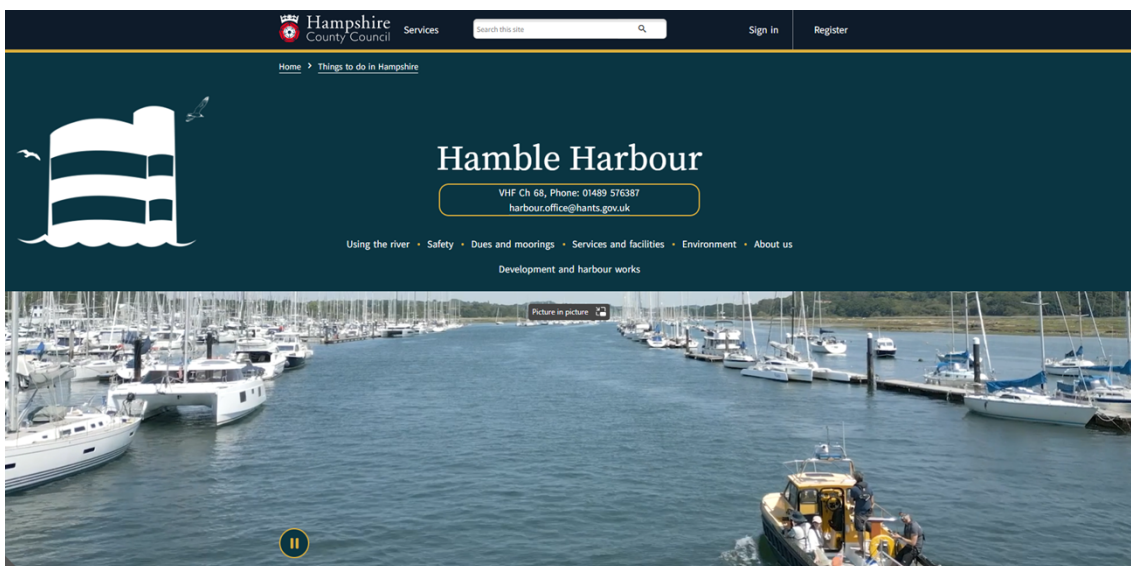 Hampshire
County Council
Services
Search this site
Sign in
Register
Home > Things to do in Hampshire
Hamble Harbour
VHF Ch 68, Phone: 01489 576387
harbour.office@hants.gov.uk
Using the river • Safety • Dues and moorings • Services and facilities • Environment • About us
Development and harbour works
Picture in picture